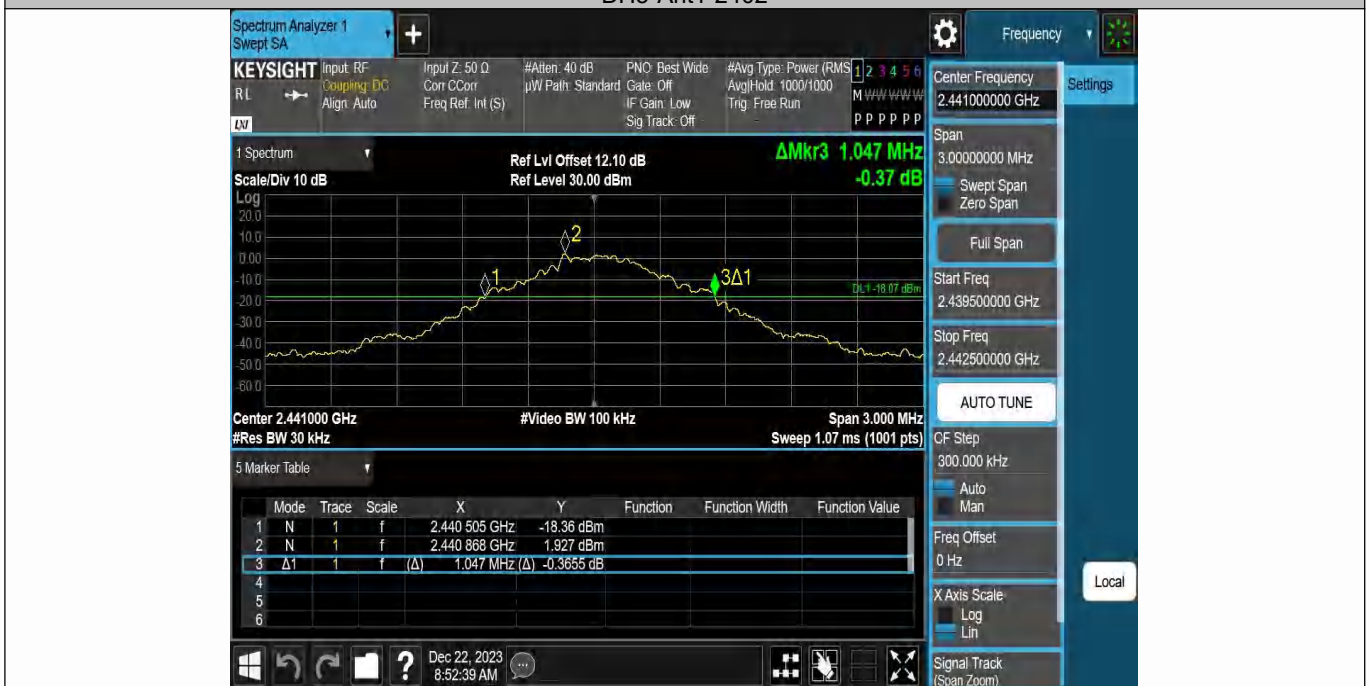 Spectrum Analyzer 1
Swept SA
Frequency
KEYSIGHT
RL
LXI
Input: RF
Coupling: DC
Align: Auto
Input Z: 50 Ω
Corr CCorr
Freq Ref: Int (S)
#Atten: 40 dB
µW Path: Standard
PNO: Best Wide
Gate: Off
IF Gain: Low
Sig Track: Off
#Avg Type: Power (RMS
Avg|Hold: 1000/1000
Trig: Free Run
1 2 3 4 5 6
M W W W W W
P P P P P P
1 Spectrum
Scale/Div 10 dB
Ref Lvl Offset 12.10 dB
Ref Level 30.00 dBm
ΔMkr3 1.047 MHz
-0.37 dB
Log
20.0
10.0
0.00
-10.0
-20.0
-30.0
-40.0
-50.0
-60.0
1
2
3Δ1
DL1 -18.07 dBm
Center 2.441000 GHz
#Video BW 100 kHz
Span 3.000 MHz
#Res BW 30 kHz
Sweep 1.07 ms (1001 pts)
5 Marker Table
Mode Trace Scale X Y Function Function Width Function Value
1 N 1 f 2.440 505 GHz -18.36 dBm
2 N 1 f 2.440 868 GHz 1.927 dBm
3 Δ1 1 f (Δ) 1.047 MHz (Δ) -0.3655 dB
4
5
6
Dec 22, 2023
8:52:39 AM
Center Frequency
2.441000000 GHz
Settings
Span
3.00000000 MHz
Swept Span
Zero Span
Full Span
Start Freq
2.439500000 GHz
Stop Freq
2.442500000 GHz
AUTO TUNE
CF Step
300.000 kHz
Auto
Man
Freq Offset
0 Hz
Local
X Axis Scale
Log
Lin
Signal Track
(Span Zoom)